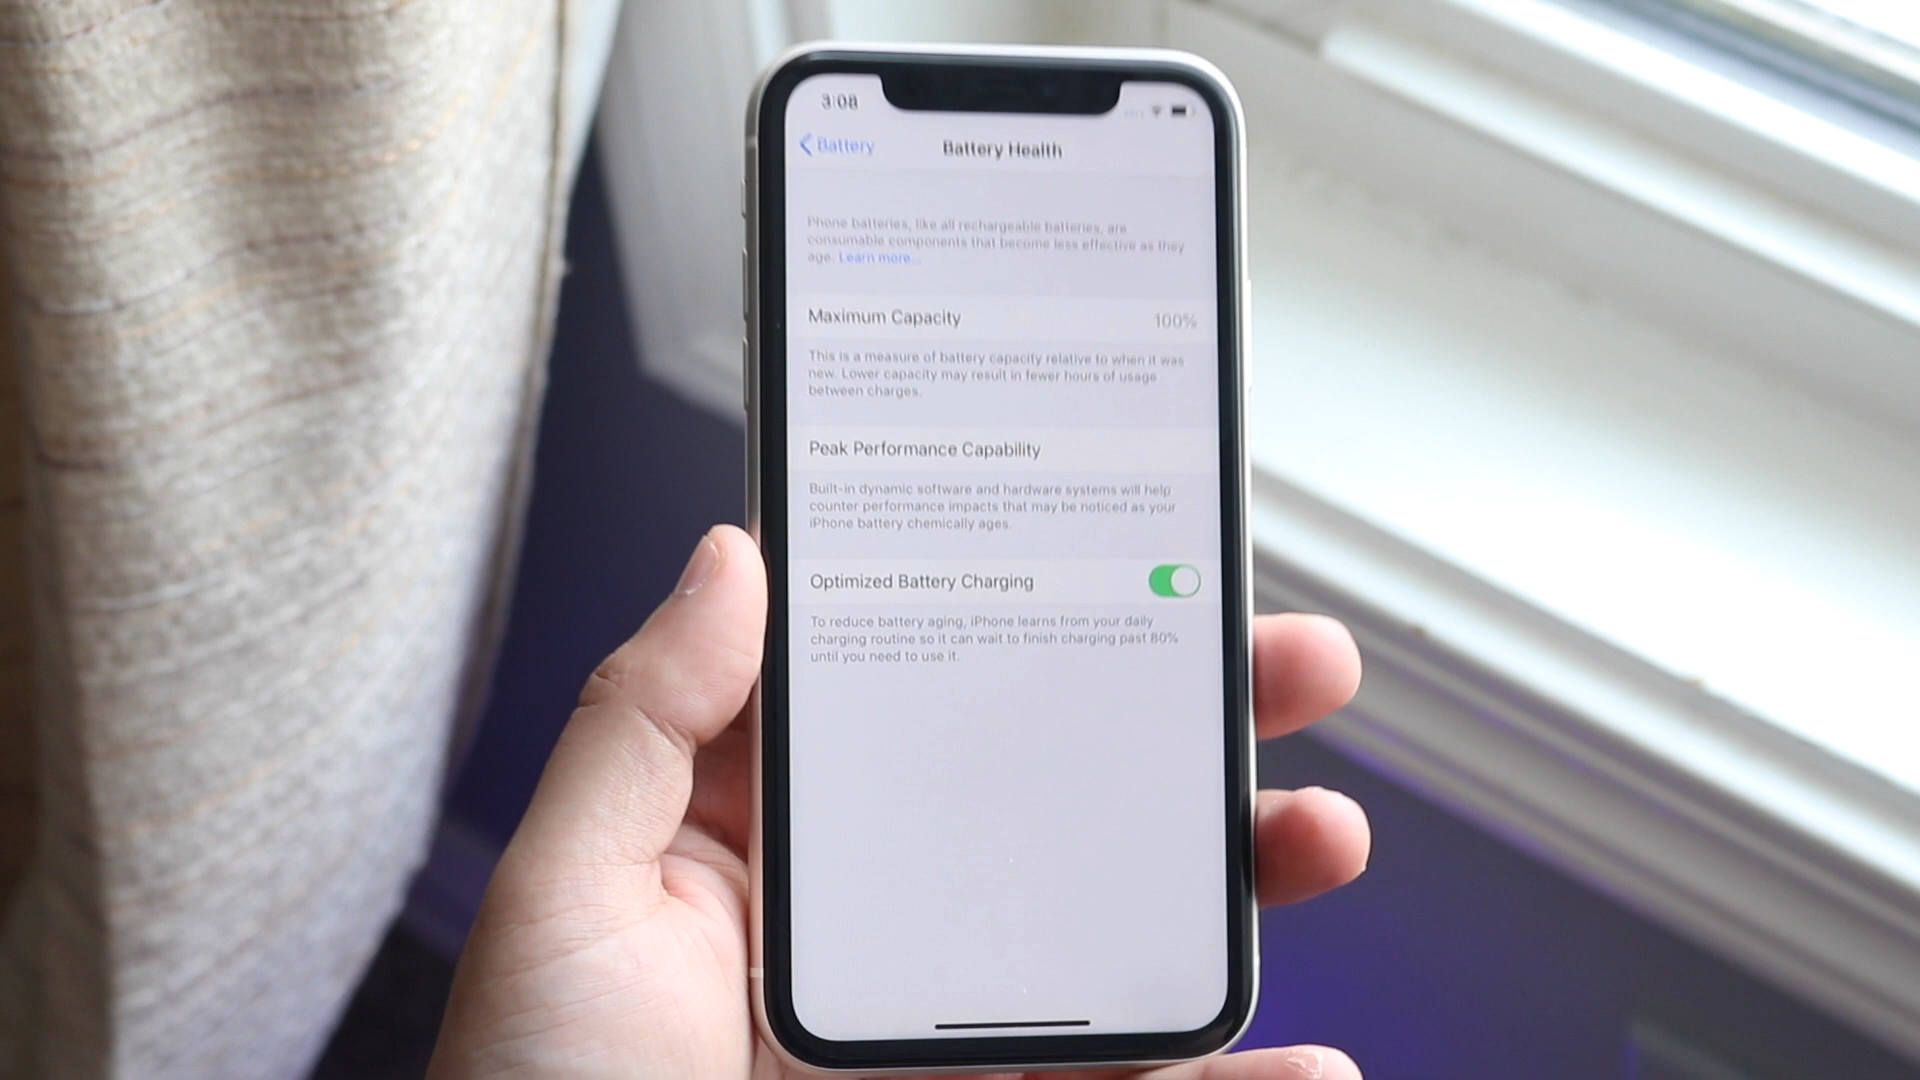 3:08
Battery
Battery Health
Phone batteries, like all rechargeable batteries, are
consumable components that become less effective as they
age. Learn more...
Maximum Capacity 100%
This is a measure of battery capacity relative to when it was
new. Lower capacity may result in fewer hours of usage
between charges.
Peak Performance Capability
Built-in dynamic software and hardware systems will help
counter performance impacts that may be noticed as your
iPhone battery chemically ages.
Optimized Battery Charging
To reduce battery aging, iPhone learns from your daily
charging routine so it can wait to finish charging past 80%
until you need to use it.